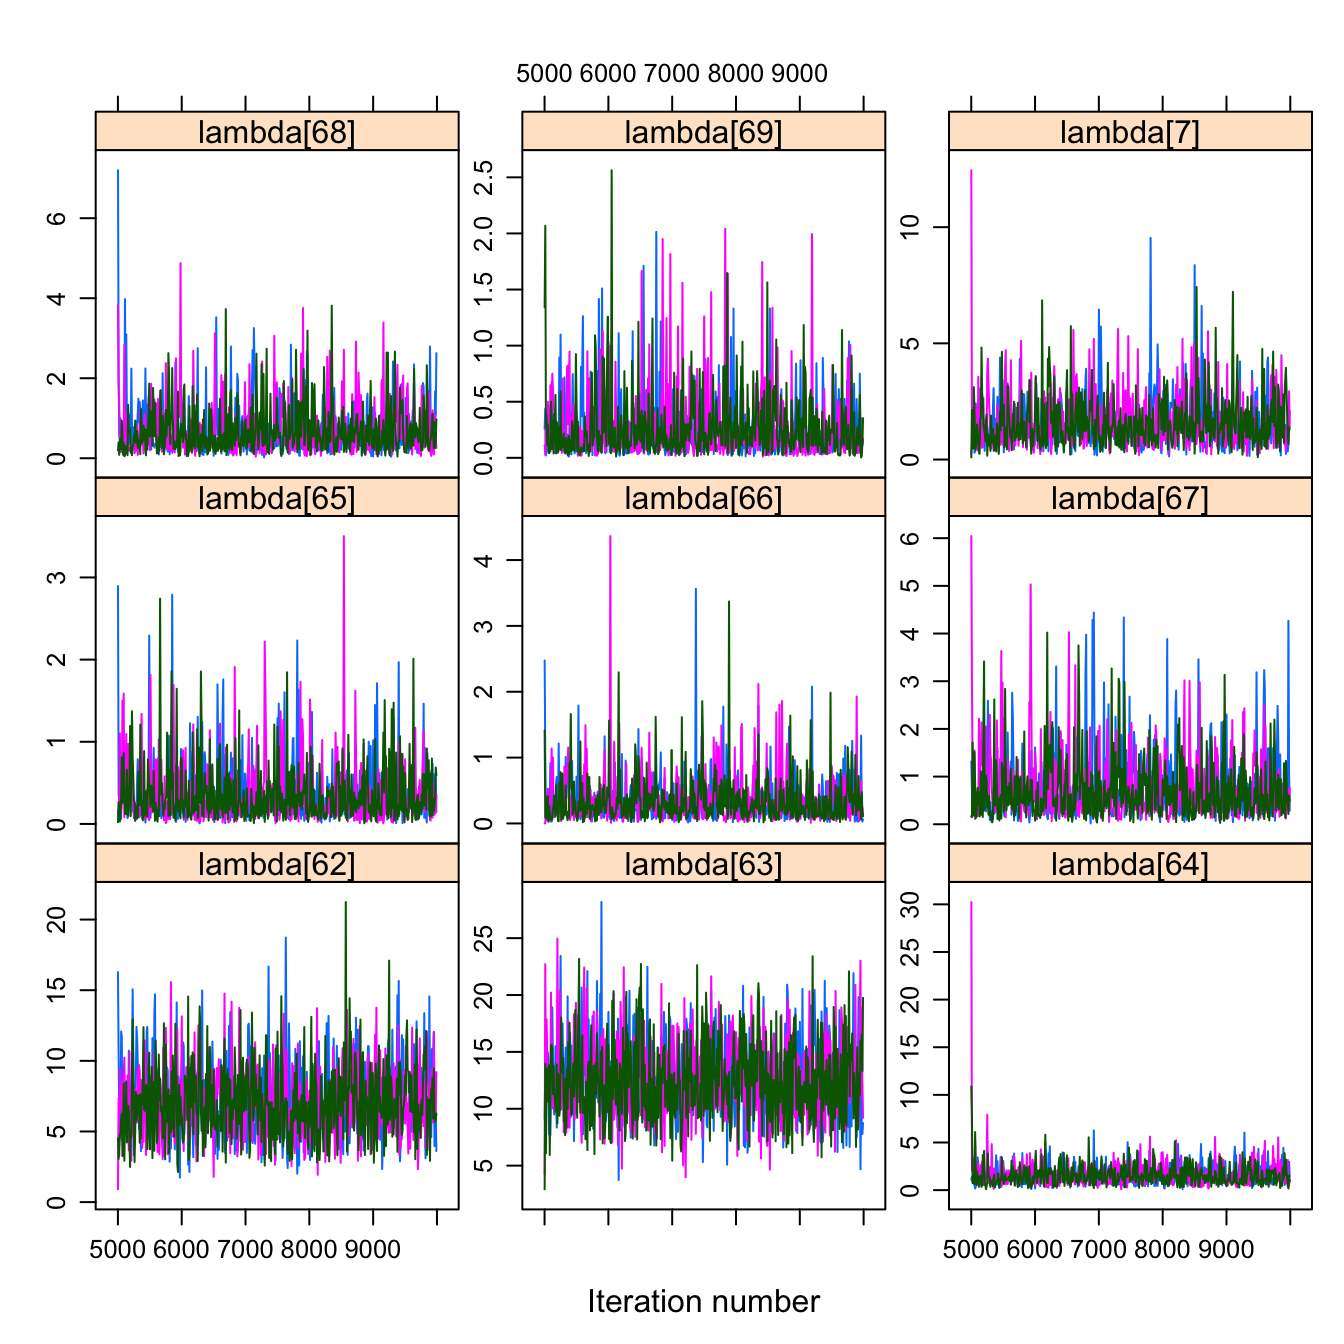 5000 6000 7000 8000 9000
lambda[68] lambda[69] lambda[7]
0 2 4 6
0.0 0.5 1.0 1.5 2.0 2.5
0 5 10
lambda[65] lambda[66] lambda[67]
0 1 2 3
0 1 2 3 4
0 1 2 3 4 5 6
lambda[62] lambda[63] lambda[64]
0 5 10 15 20
5 10 15 20 25
0 5 10 15 20 25 30
5000 6000 7000 8000 9000
5000 6000 7000 8000 9000
Iteration number